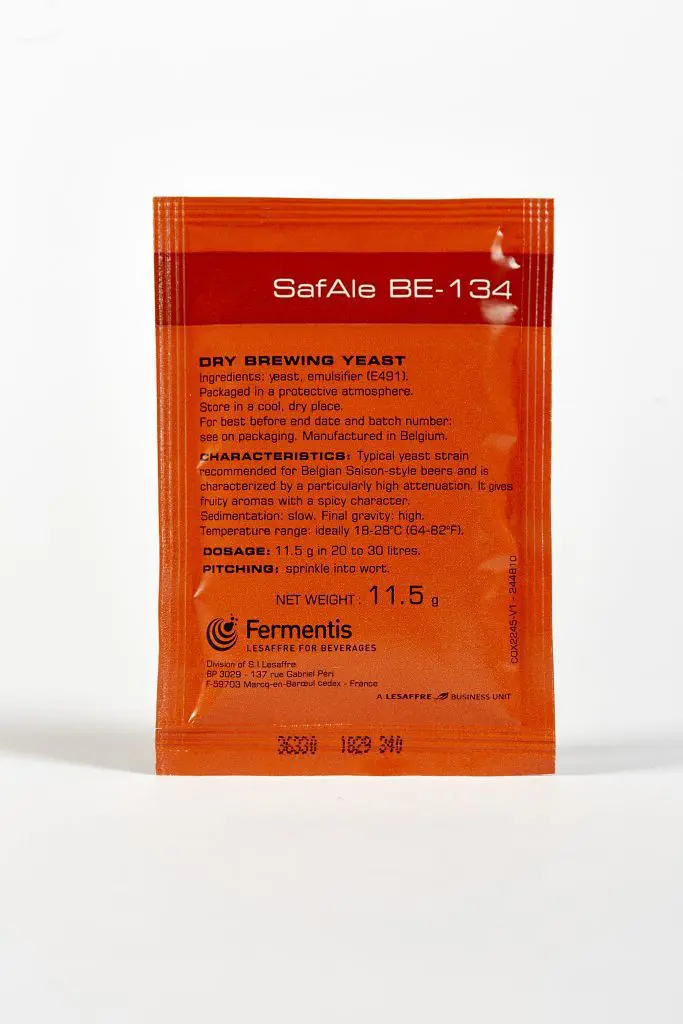 SafAle BE-134
DRY BREWING YEAST
Ingredients: yeast, emulsifier (E491).
Packaged in a protective atmosphere.
Store in a cool, dry place.
For best before end date and batch number:
see on packaging. Manufactured in Belgium.
CHARACTERISTICS: Typical yeast strain
recommended for Belgian Saison-style beers and is
characterized by a particularly high attenuation. It gives
fruity aromas with a spicy character.
Sedimentation: slow. Final gravity: high.
Temperature range: ideally 18-28°C (64-82°F).
DOSAGE: 11.5 g in 20 to 30 litres.
PITCHING: sprinkle into wort.
NET WEIGHT: 11.5 g
COX2245-V1 - 244810
Fermentis
LESAFFRE FOR BEVERAGES
Division of S.I.Lesaffre
BP 3029 - 137 rue Gabriel Péri
F-59703 Marcq-en-Barœul cedex - France
A LESAFFRE BUSINESS UNIT
36330 1829 340